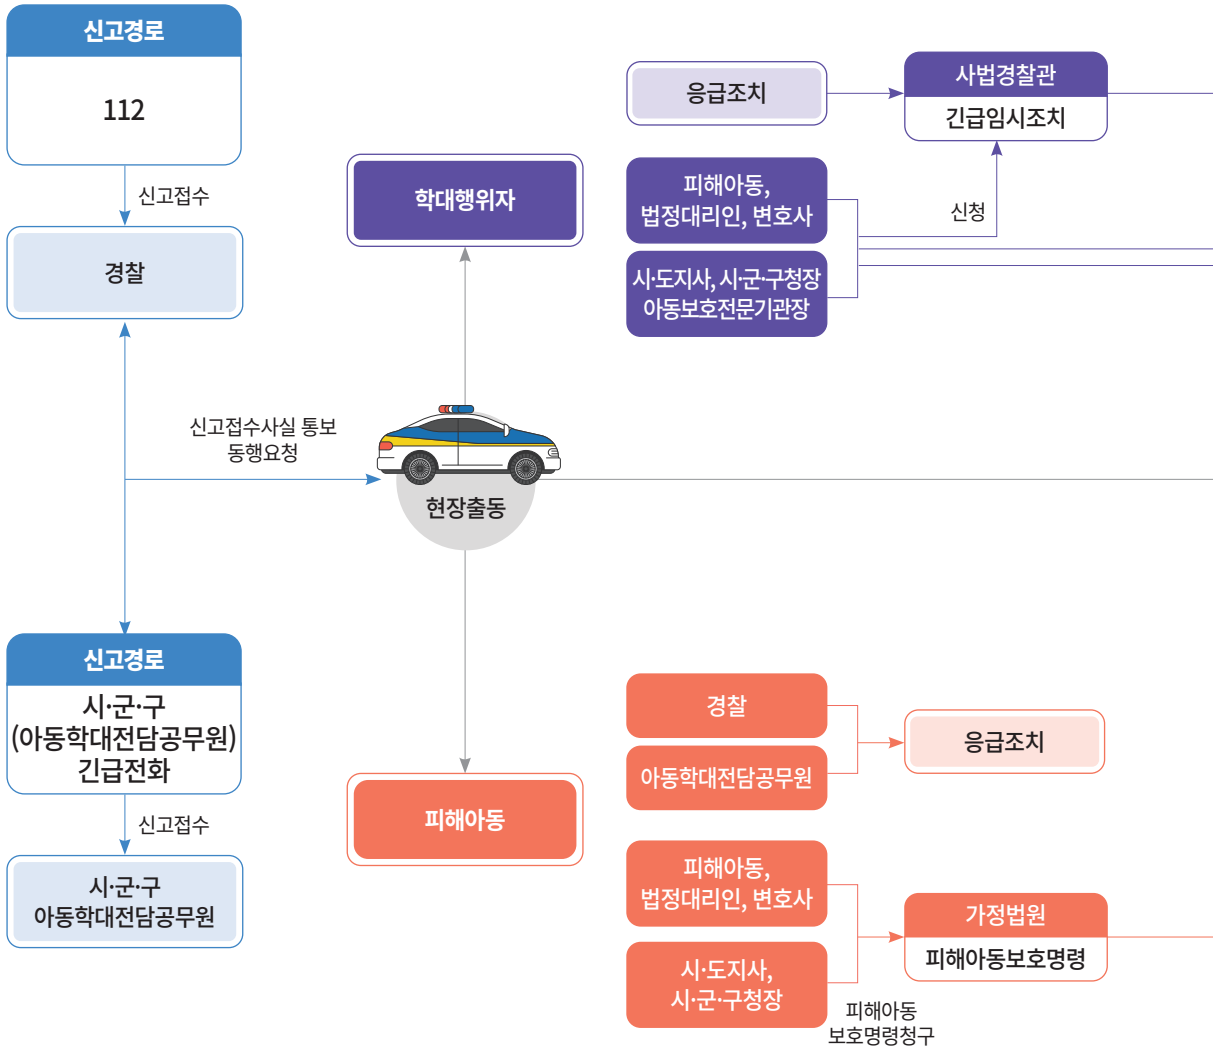 신고경로
112
신고접수
경찰
신고접수사실 통보
동행요청
신고경로
시·군·구
(아동학대전담공무원)
긴급전화
신고접수
시·군·구
아동학대전담공무원
학대행위자
현장출동
피해아동
응급조치
사법경찰관
긴급임시조치
피해아동,
법정대리인, 변호사
신청
시·도지사, 시·군·구청장
아동보호전문기관장
경찰
아동학대전담공무원
응급조치
피해아동,
법정대리인, 변호사
시·도지사,
시·군·구청장
가정법원
피해아동보호명령
피해아동
보호명령청구